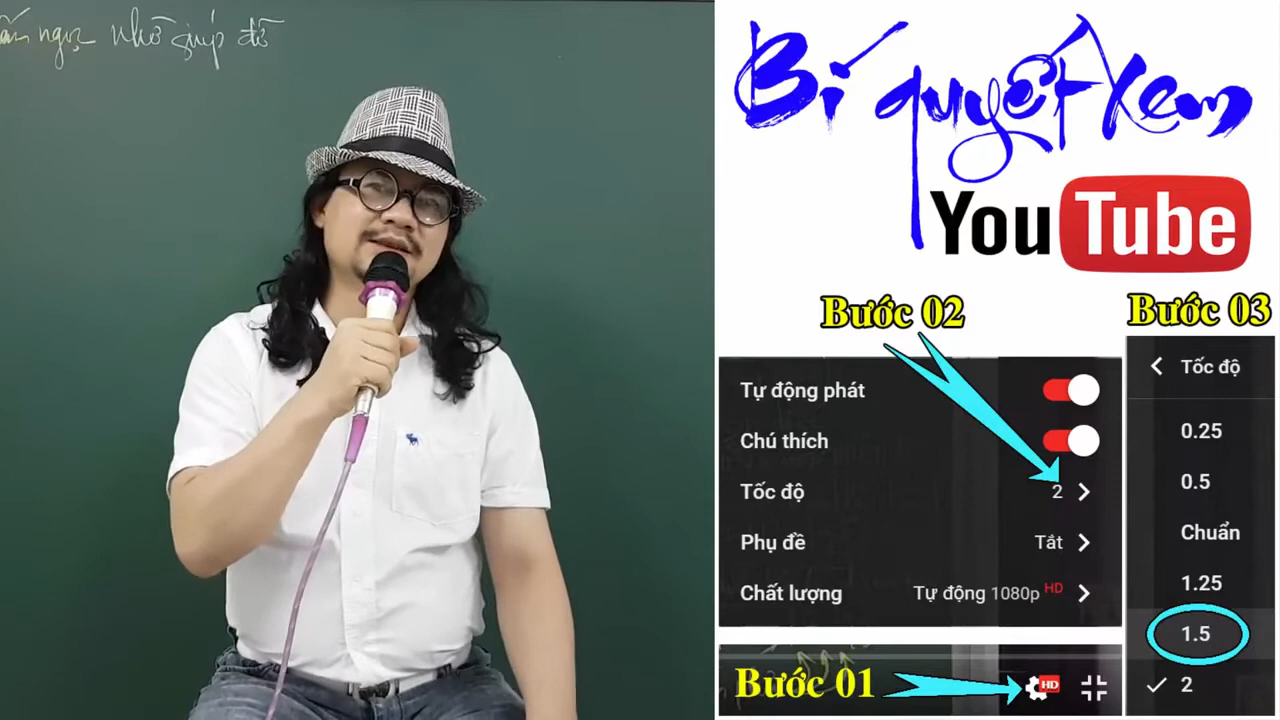 ấn ngọc nhờ giúp đỡ
Bí quyết xem
YouTube
Bước 02
Bước 03
Tự động phát
Chú thích
Tốc độ 2
Phụ đề Tắt
Chất lượng Tự động 1080p HD
Bước 01
HD
Tốc độ
0.25
0.5
Chuẩn
1.25
1.5
2